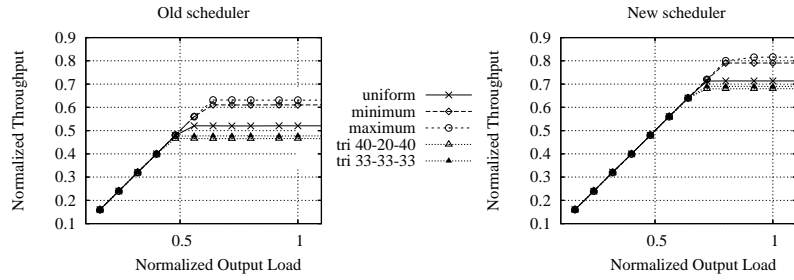 Old scheduler
0.9
0.8
0.7
0.6
0.5
0.4
0.3
0.2
0.1
Normalized Throughput
0.5
1
Normalized Output Load
uniform
minimum
maximum
tri 40-20-40
tri 33-33-33
New scheduler
0.9
0.8
0.7
0.6
0.5
0.4
0.3
0.2
0.1
Normalized Throughput
0.5
1
Normalized Output Load